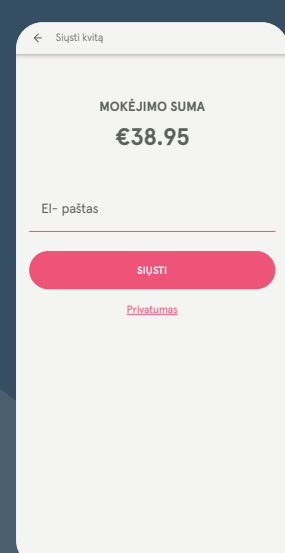 Siųsti kvitą
MOKĖJIMO SUMA
€38.95
El- paštas
SIŲSTI
Privatumas